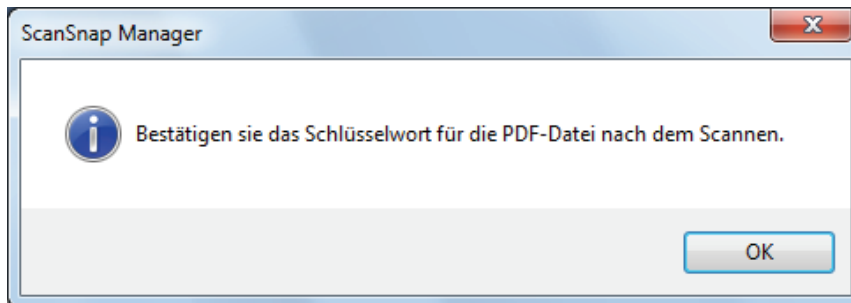 ScanSnap Manager
Bestätigen sie das Schlüsselwort für die PDF-Datei nach dem Scannen.
OK